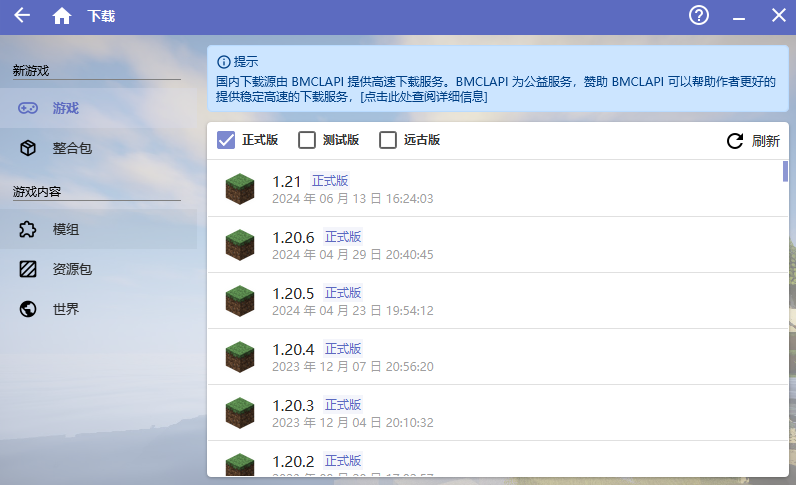 下载
新游戏
游戏
整合包
游戏内容
模组
资源包
世界
提示
国内下载源由 BMCLAPI 提供高速下载服务。BMCLAPI 为公益服务，赞助 BMCLAPI 可以帮助作者更好的
提供稳定高速的下载服务，[点击此处查阅详细信息]
正式版 测试版 远古版 刷新
1.21 正式版
2024 年 06 月 13 日 16:24:03
1.20.6 正式版
2024 年 04 月 29 日 20:40:45
1.20.5 正式版
2024 年 04 月 23 日 19:54:12
1.20.4 正式版
2023 年 12 月 07 日 20:56:20
1.20.3 正式版
2023 年 12 月 04 日 20:10:32
1.20.2 正式版